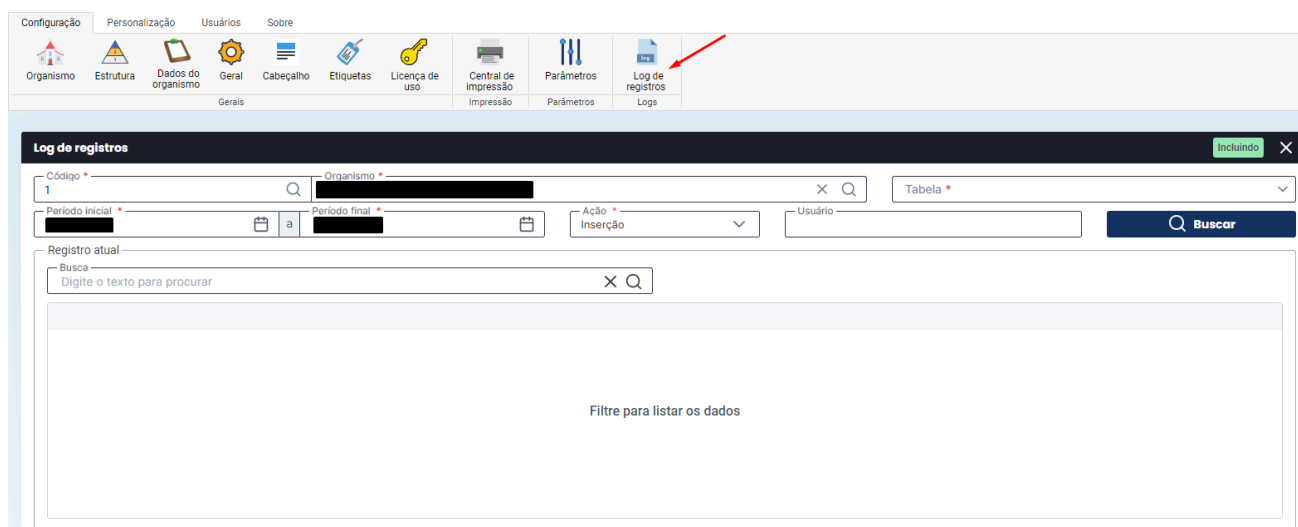 Configuração Personalização Usuários Sobre
Organismo Estrutura Dados do organismo Geral Cabeçalho Etiquetas Licença de uso Central de impressão Parâmetros log Log de registros
Gerais Impressão Parâmetros Logs
Log de registros Incluindo
Código * Organismo *
1 Tabela *
Período inicial * Período final * Ação * Usuário
a Inserção Buscar
Registro atual
Busca
Digite o texto para procurar
Filtre para listar os dados